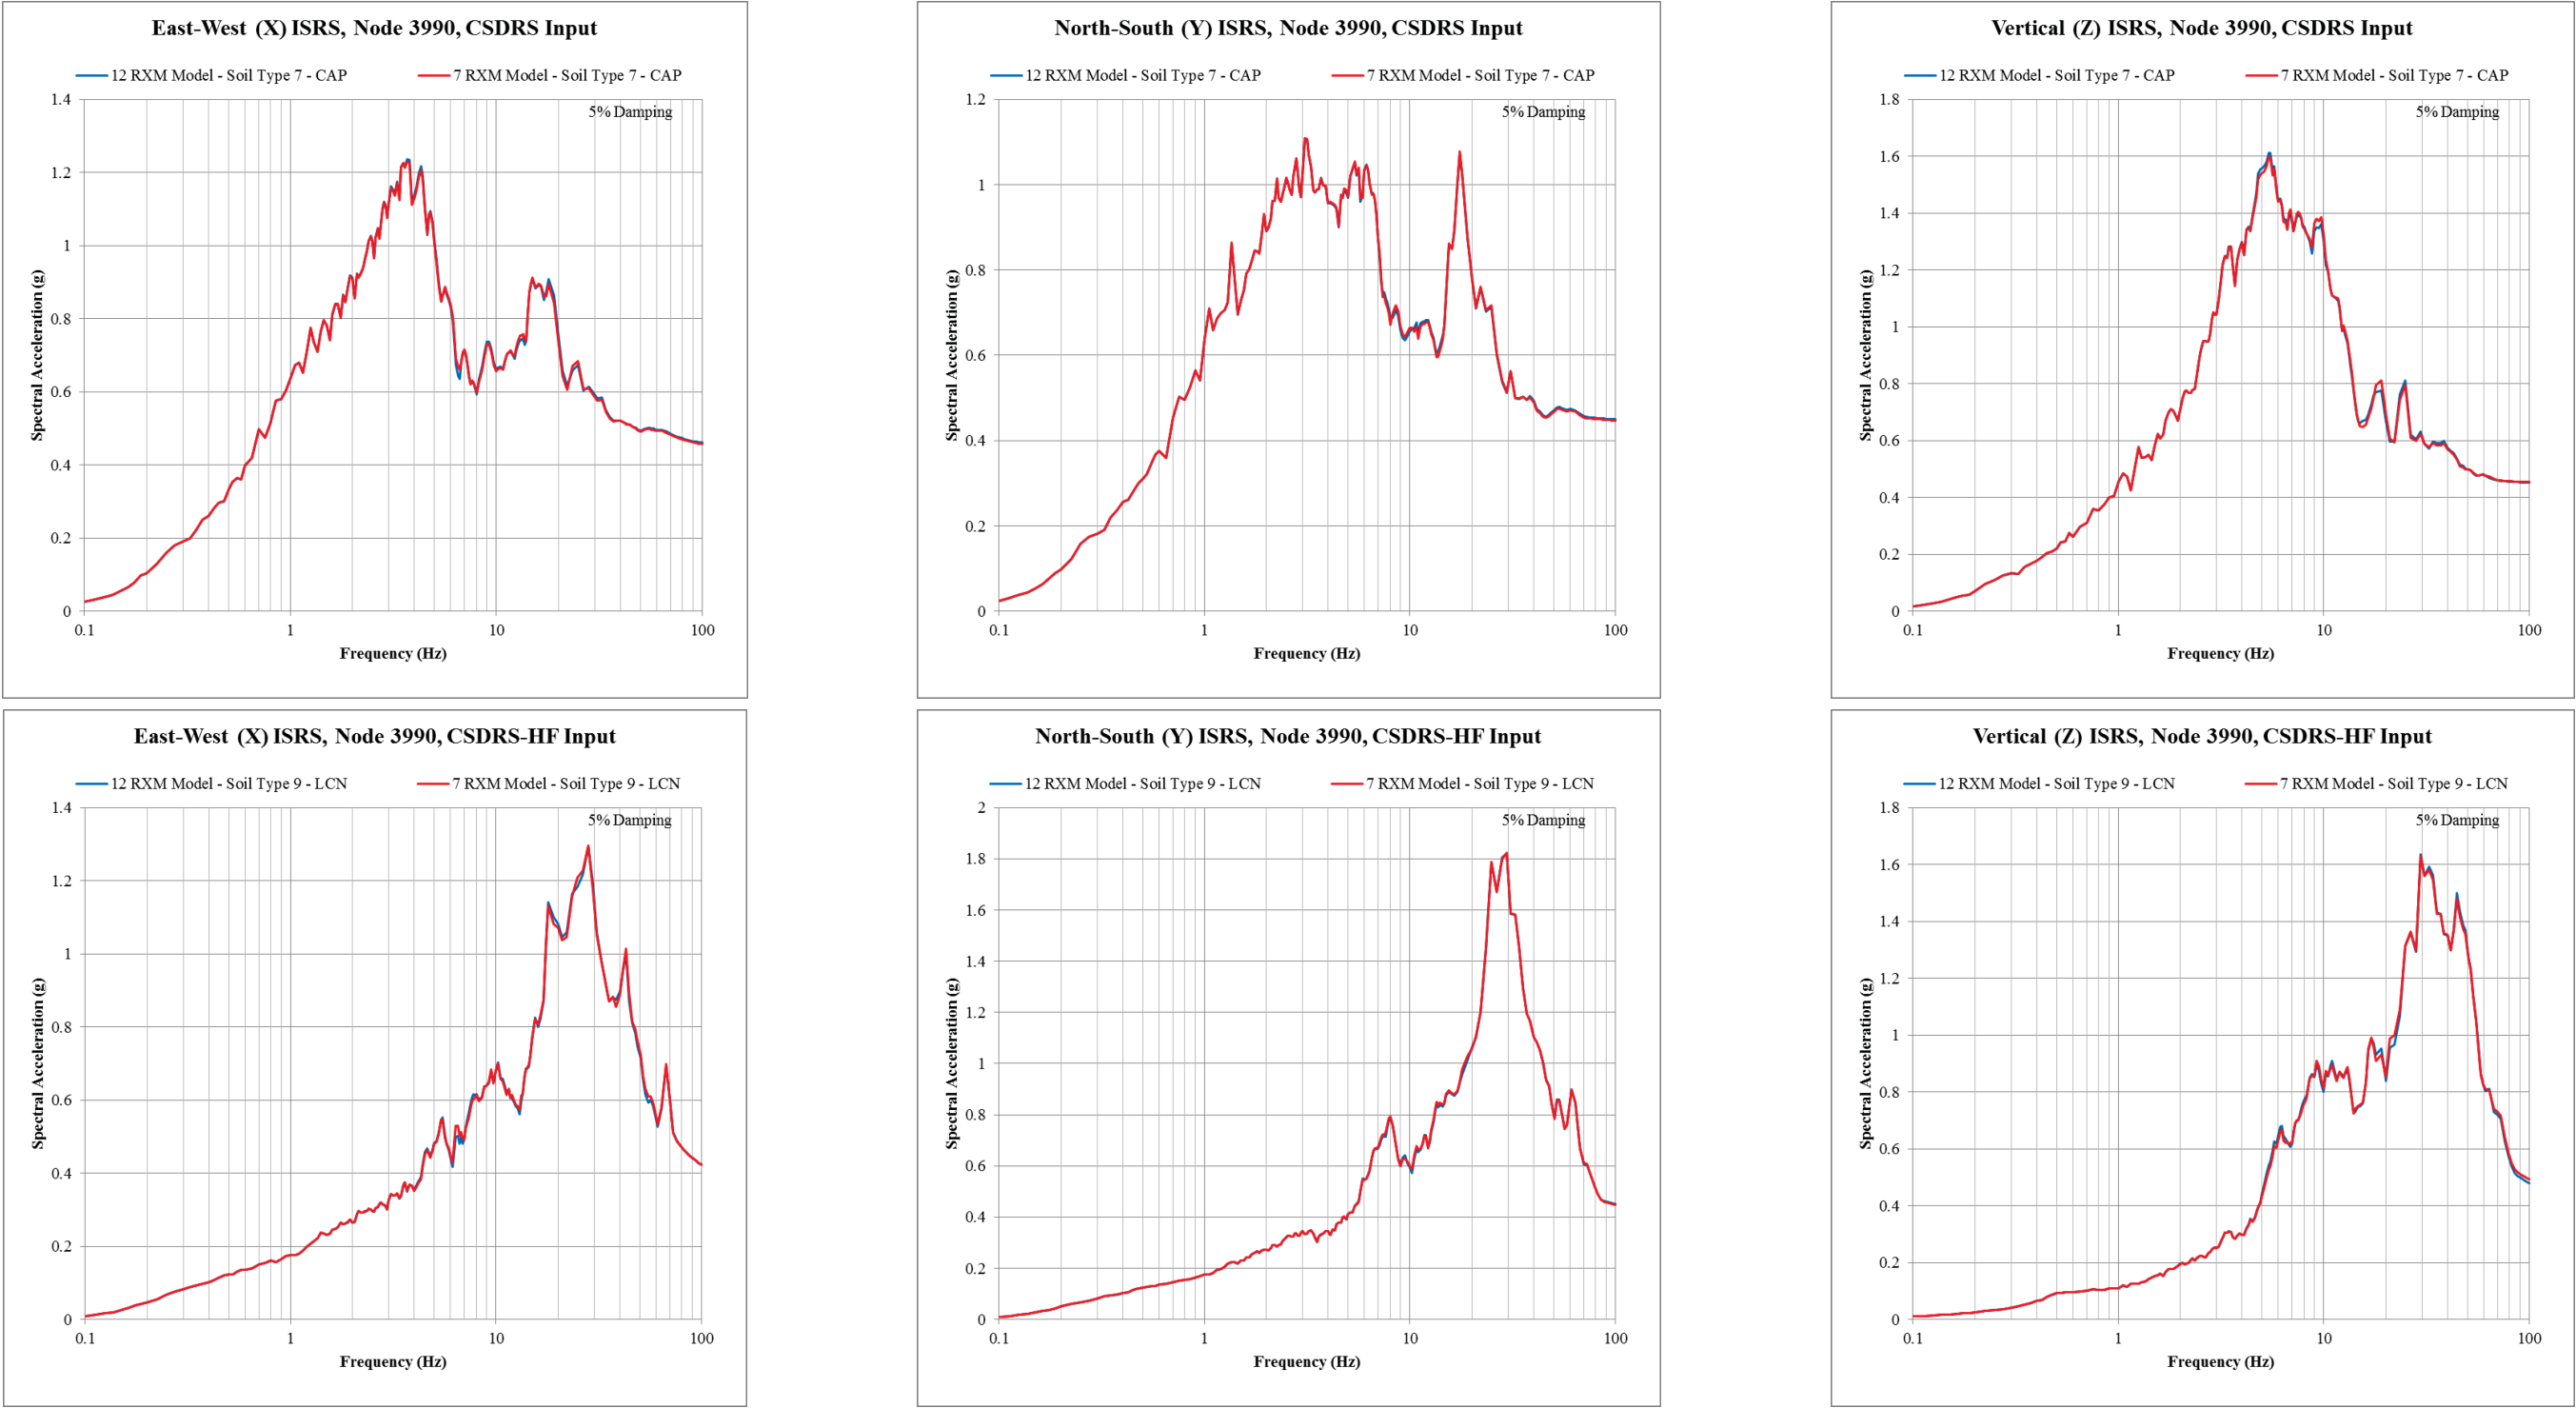 East-West (X) ISRS, Node 3990, CSDRS Input
12 RXM Model - Soil Type 7 - CAP
7 RXM Model - Soil Type 7 - CAP
5% Damping
Spectral Acceleration (g)
1.4
1.2
1
0.8
0.6
0.4
0.2
0
0.1
1
10
100
Frequency (Hz)
North-South (Y) ISRS, Node 3990, CSDRS Input
12 RXM Model - Soil Type 7 - CAP
7 RXM Model - Soil Type 7 - CAP
5% Damping
Spectral Acceleration (g)
1.2
1
0.8
0.6
0.4
0.2
0
0.1
1
10
100
Frequency (Hz)
Vertical (Z) ISRS, Node 3990, CSDRS Input
12 RXM Model - Soil Type 7 - CAP
7 RXM Model - Soil Type 7 - CAP
5% Damping
Spectral Acceleration (g)
1.8
1.6
1.4
1.2
1
0.8
0.6
0.4
0.2
0
0.1
1
10
100
Frequency (Hz)
East-West (X) ISRS, Node 3990, CSDRS-HF Input
12 RXM Model - Soil Type 9 - LCN
7 RXM Model - Soil Type 9 - LCN
5% Damping
Spectral Acceleration (g)
1.4
1.2
1
0.8
0.6
0.4
0.2
0
0.1
1
10
100
Frequency (Hz)
North-South (Y) ISRS, Node 3990, CSDRS-HF Input
12 RXM Model - Soil Type 9 - LCN
7 RXM Model - Soil Type 9 - LCN
5% Damping
Spectral Acceleration (g)
2
1.8
1.6
1.4
1.2
1
0.8
0.6
0.4
0.2
0
0.1
1
10
100
Frequency (Hz)
Vertical (Z) ISRS, Node 3990, CSDRS-HF Input
12 RXM Model - Soil Type 9 - LCN
7 RXM Model - Soil Type 9 - LCN
5% Damping
Spectral Acceleration (g)
1.8
1.6
1.4
1.2
1
0.8
0.6
0.4
0.2
0
0.1
1
10
100
Frequency (Hz)